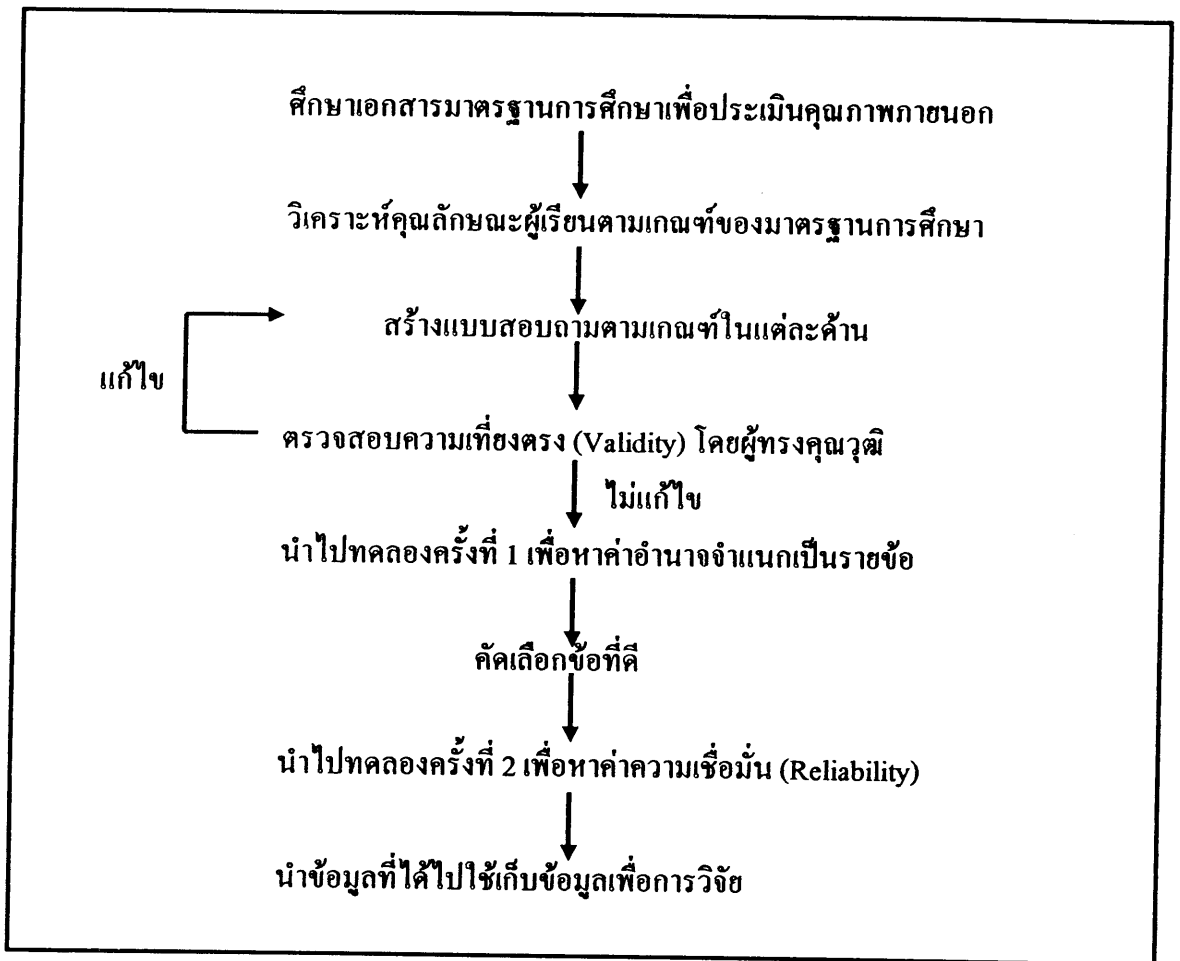 ศึกษาเอกสารมาตรฐานการศึกษาเพื่อประเมินคุณภาพภายนอก
วิเคราะห์คุณลักษณะผู้เรียนตามเกณฑ์ของมาตรฐานการศึกษา
สร้างแบบสอบถามตามเกณฑ์ในแต่ละด้าน
แก้ไข
ตรวจสอบความเที่ยงตรง (Validity) โดยผู้ทรงคุณวุฒิ
ไม่แก้ไข
นำไปทดลองครั้งที่ 1 เพื่อหาค่าอำนาจจำแนกเป็นรายข้อ
คัดเลือกข้อที่ดี
นำไปทดลองครั้งที่ 2 เพื่อหาค่าความเชื่อมั่น (Reliability)
นำข้อมูลที่ได้ไปใช้เก็บข้อมูลเพื่อการวิจัย